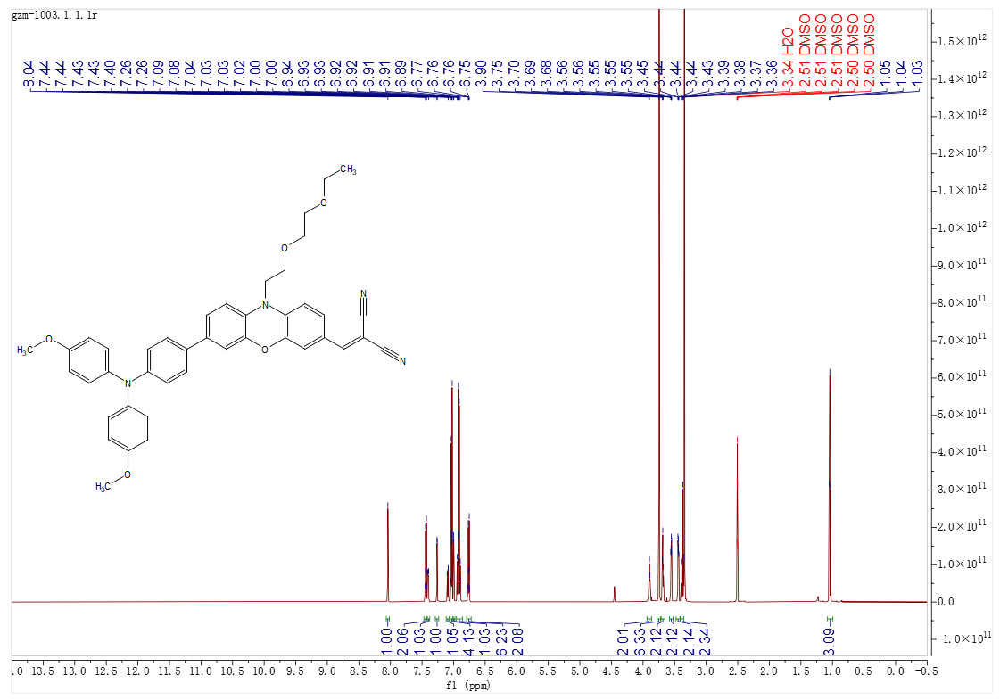 gzm-1003.1.1.1r
8.04 7.44 7.44 7.43 7.43 7.40 7.26 7.26 7.09 7.08 7.04 7.03 7.03 7.02 7.00 7.00 6.94 6.93 6.93 6.92 6.92 6.91 6.91 6.89 6.77 6.76 6.76 6.75 3.90 3.75 3.70 3.69 3.68 3.56 3.56 3.55 3.55 3.55 3.45 3.44 3.44 3.44 3.43 3.39 3.38 3.37 3.36 3.34 H2O 2.51 DMSO 2.51 DMSO 2.51 DMSO 2.50 DMSO 2.50 DMSO 1.05 1.04 1.03
1.5×10¹²
1.4×10¹²
1.3×10¹²
1.2×10¹²
1.1×10¹²
1.0×10¹²
9.0×10¹¹
8.0×10¹¹
7.0×10¹¹
6.0×10¹¹
5.0×10¹¹
4.0×10¹¹
3.0×10¹¹
2.0×10¹¹
1.0×10¹¹
0.0
-1.0×10¹¹
CH₃
O
O
N
N
O
N
O
H₃C
N
O
H₃C
1.00 2.06 1.03 1.00 1.05 4.13 1.03 6.23 2.08 2.01 6.33 2.12 2.12 2.14 2.34 3.09
.0 13.5 13.0 12.5 12.0 11.5 11.0 10.5 10.0 9.5 9.0 8.5 8.0 7.5 7.0 6.5 6.0 5.5 5.0 4.5 4.0 3.5 3.0 2.5 2.0 1.5 1.0 0.5 0.0 -0.5
f1 (ppm)